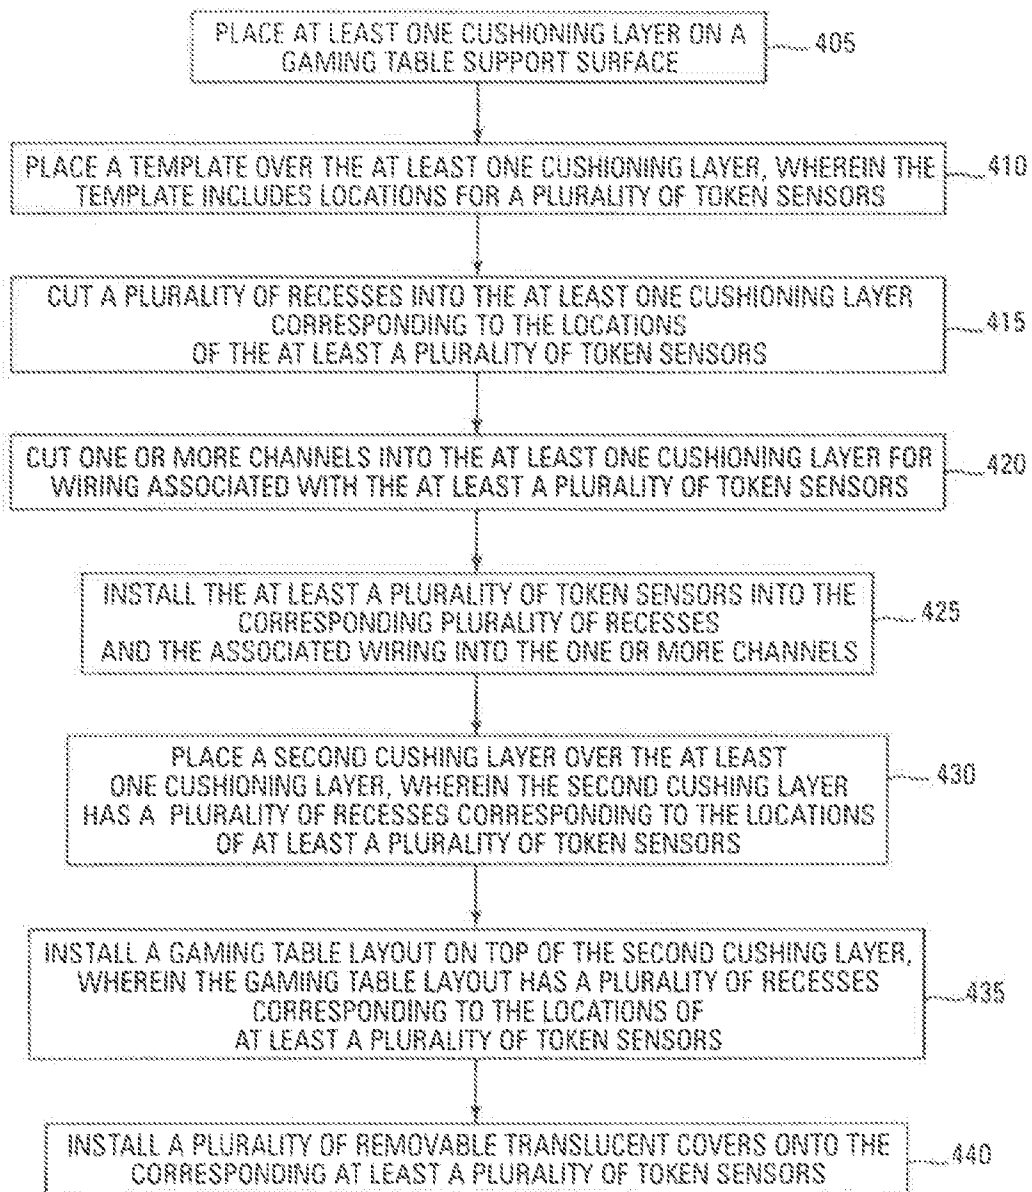 PLACE AT LEAST ONE CUSHIONING LAYER ON A
GAMING TABLE SUPPORT SURFACE
405
PLACE A TEMPLATE OVER THE AT LEAST ONE CUSHIONING LAYER, WHEREIN THE
TEMPLATE INCLUDES LOCATIONS FOR A PLURALITY OF TOKEN SENSORS
410
CUT A PLURALITY OF RECESSES INTO THE AT LEAST ONE CUSHIONING LAYER
CORRESPONDING TO THE LOCATIONS
OF THE AT LEAST A PLURALITY OF TOKEN SENSORS
415
CUT ONE OR MORE CHANNELS INTO THE AT LEAST ONE CUSHIONING LAYER FOR
WIRING ASSOCIATED WITH THE AT LEAST A PLURALITY OF TOKEN SENSORS
420
INSTALL THE AT LEAST A PLURALITY OF TOKEN SENSORS INTO THE
CORRESPONDING PLURALITY OF RECESSES
AND THE ASSOCIATED WIRING INTO THE ONE OR MORE CHANNELS
425
PLACE A SECOND CUSHING LAYER OVER THE AT LEAST
ONE CUSHIONING LAYER, WHEREIN THE SECOND CUSHING LAYER
HAS A PLURALITY OF RECESSES CORRESPONDING TO THE LOCATIONS
OF AT LEAST A PLURALITY OF TOKEN SENSORS
430
INSTALL A GAMING TABLE LAYOUT ON TOP OF THE SECOND CUSHING LAYER,
WHEREIN THE GAMING TABLE LAYOUT HAS A PLURALITY OF RECESSES
CORRESPONDING TO THE LOCATIONS OF
AT LEAST A PLURALITY OF TOKEN SENSORS
435
INSTALL A PLURALITY OF REMOVABLE TRANSLUCENT COVERS ONTO THE
CORRESPONDING AT LEAST A PLURALITY OF TOKEN SENSORS
440